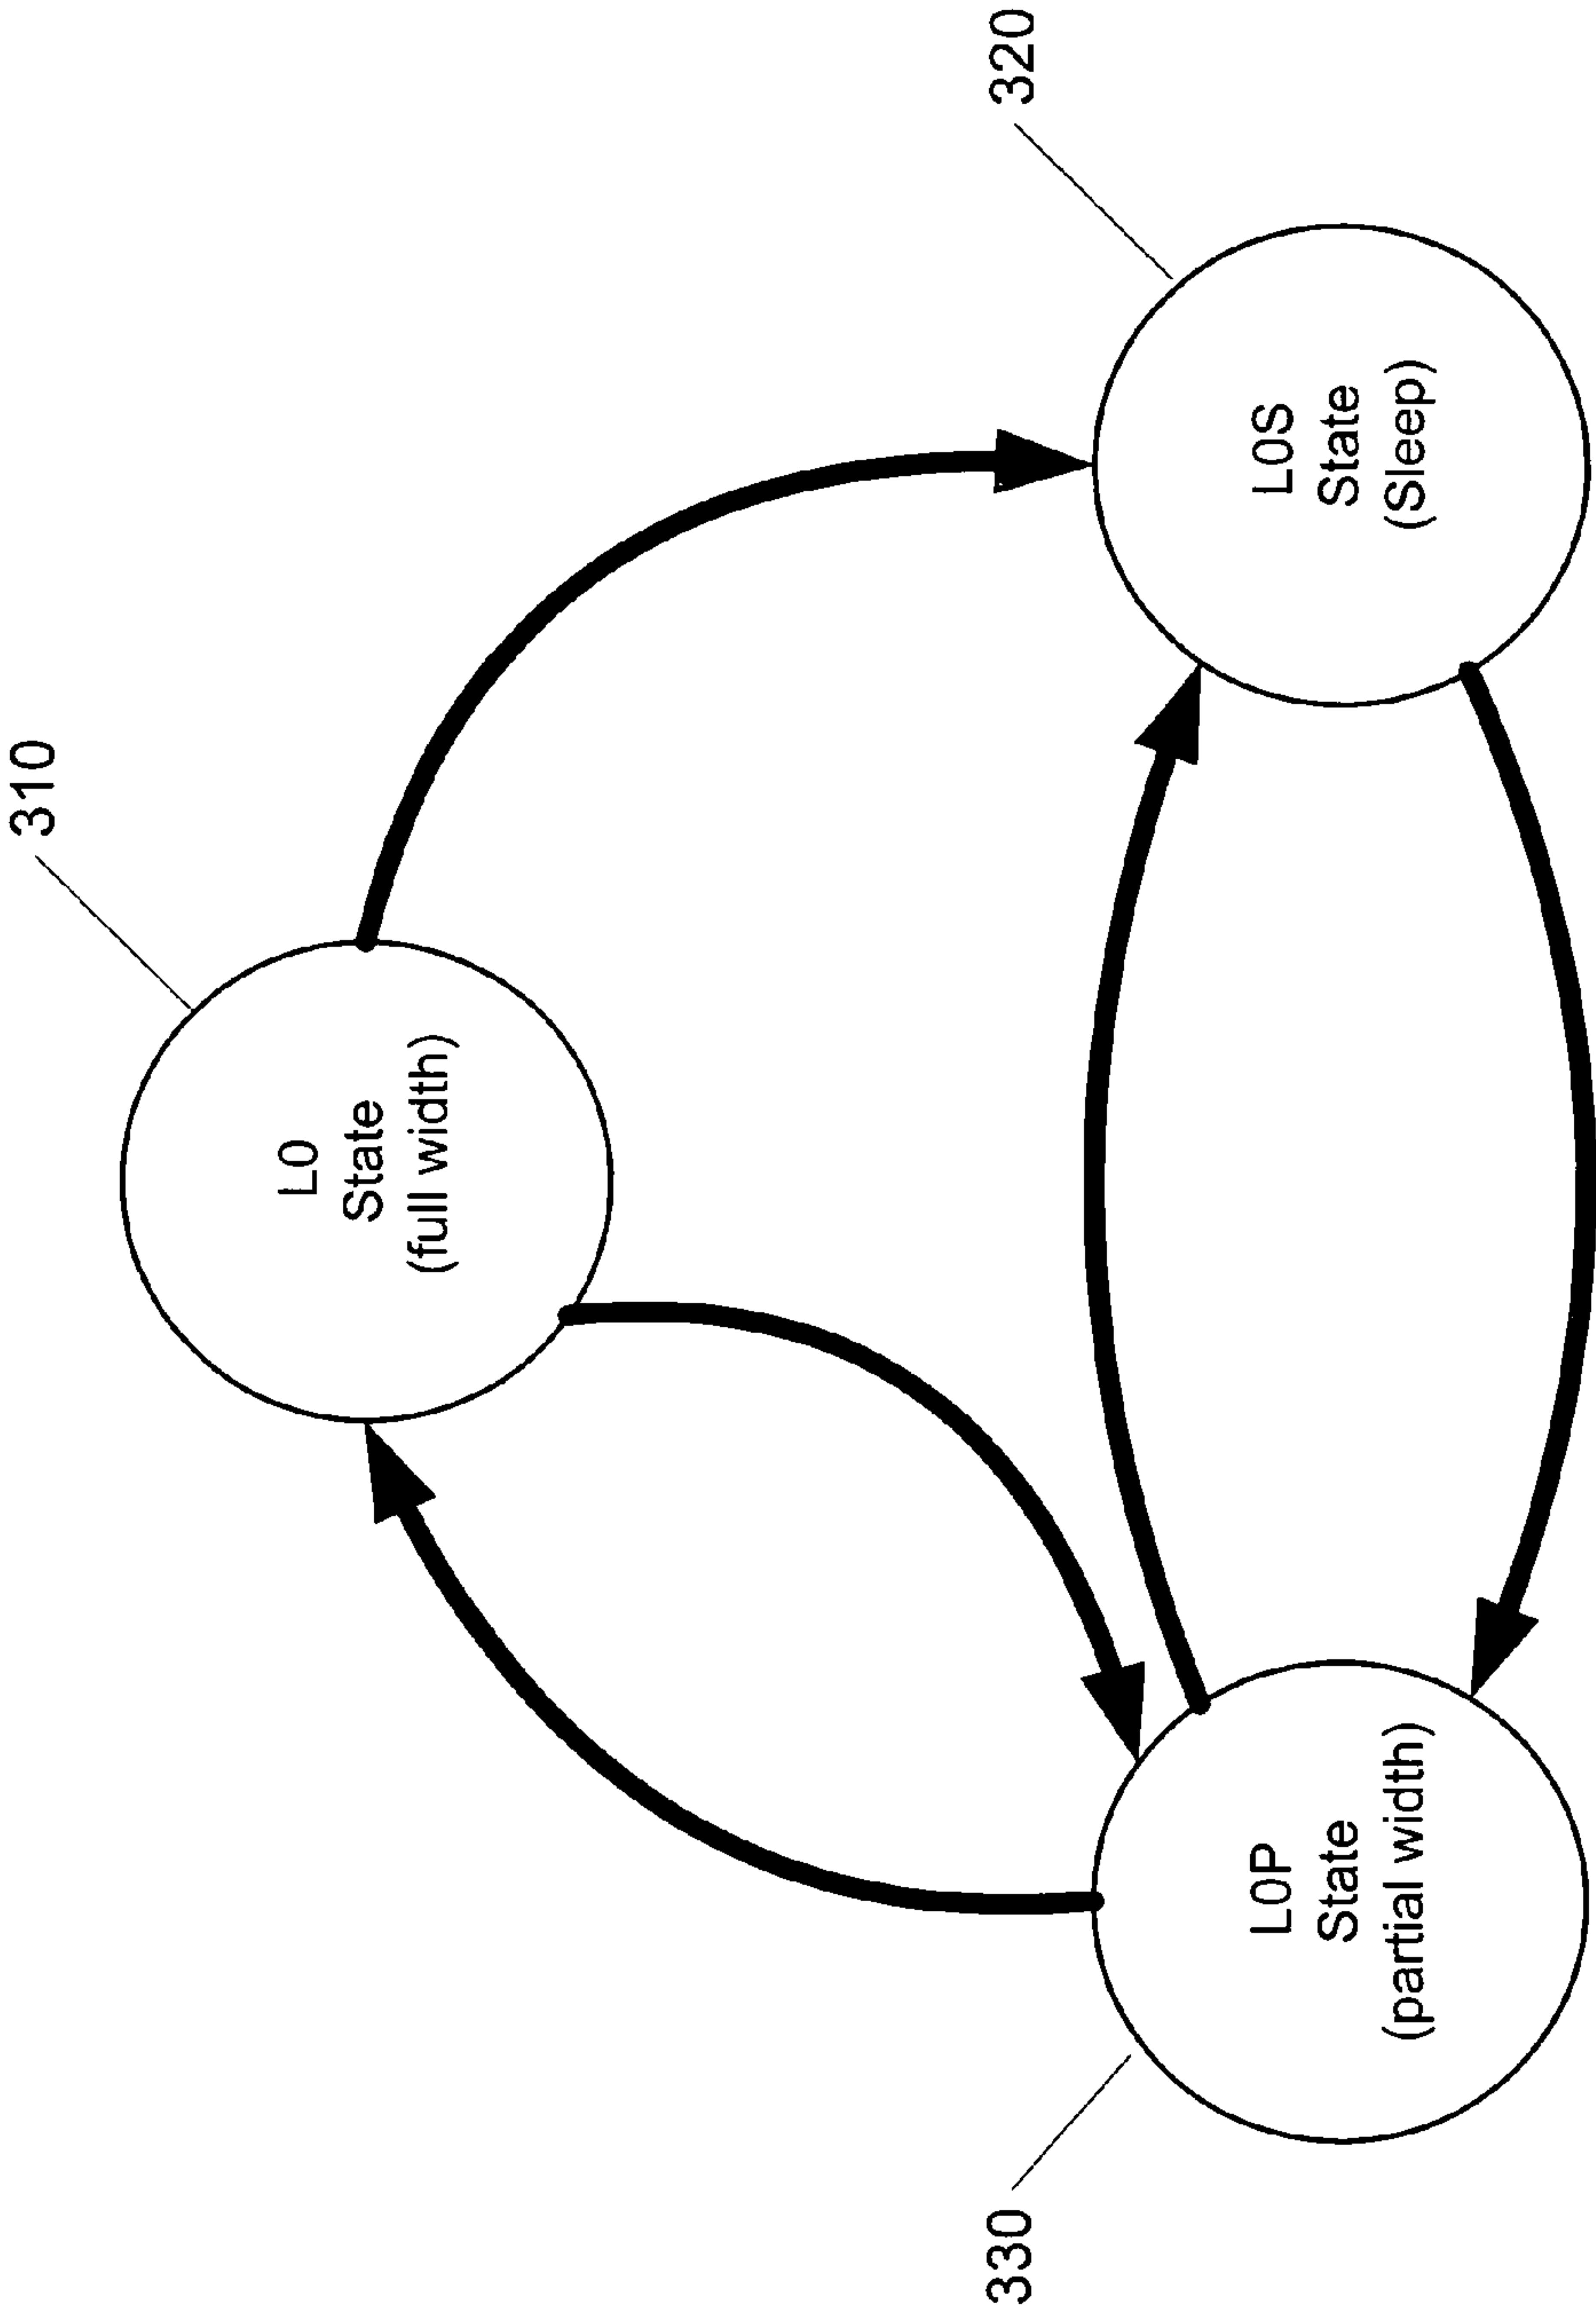 310
L0
State
(full width)
320
L0S
State
(Sleep)
330
L0P
State
(partial width)